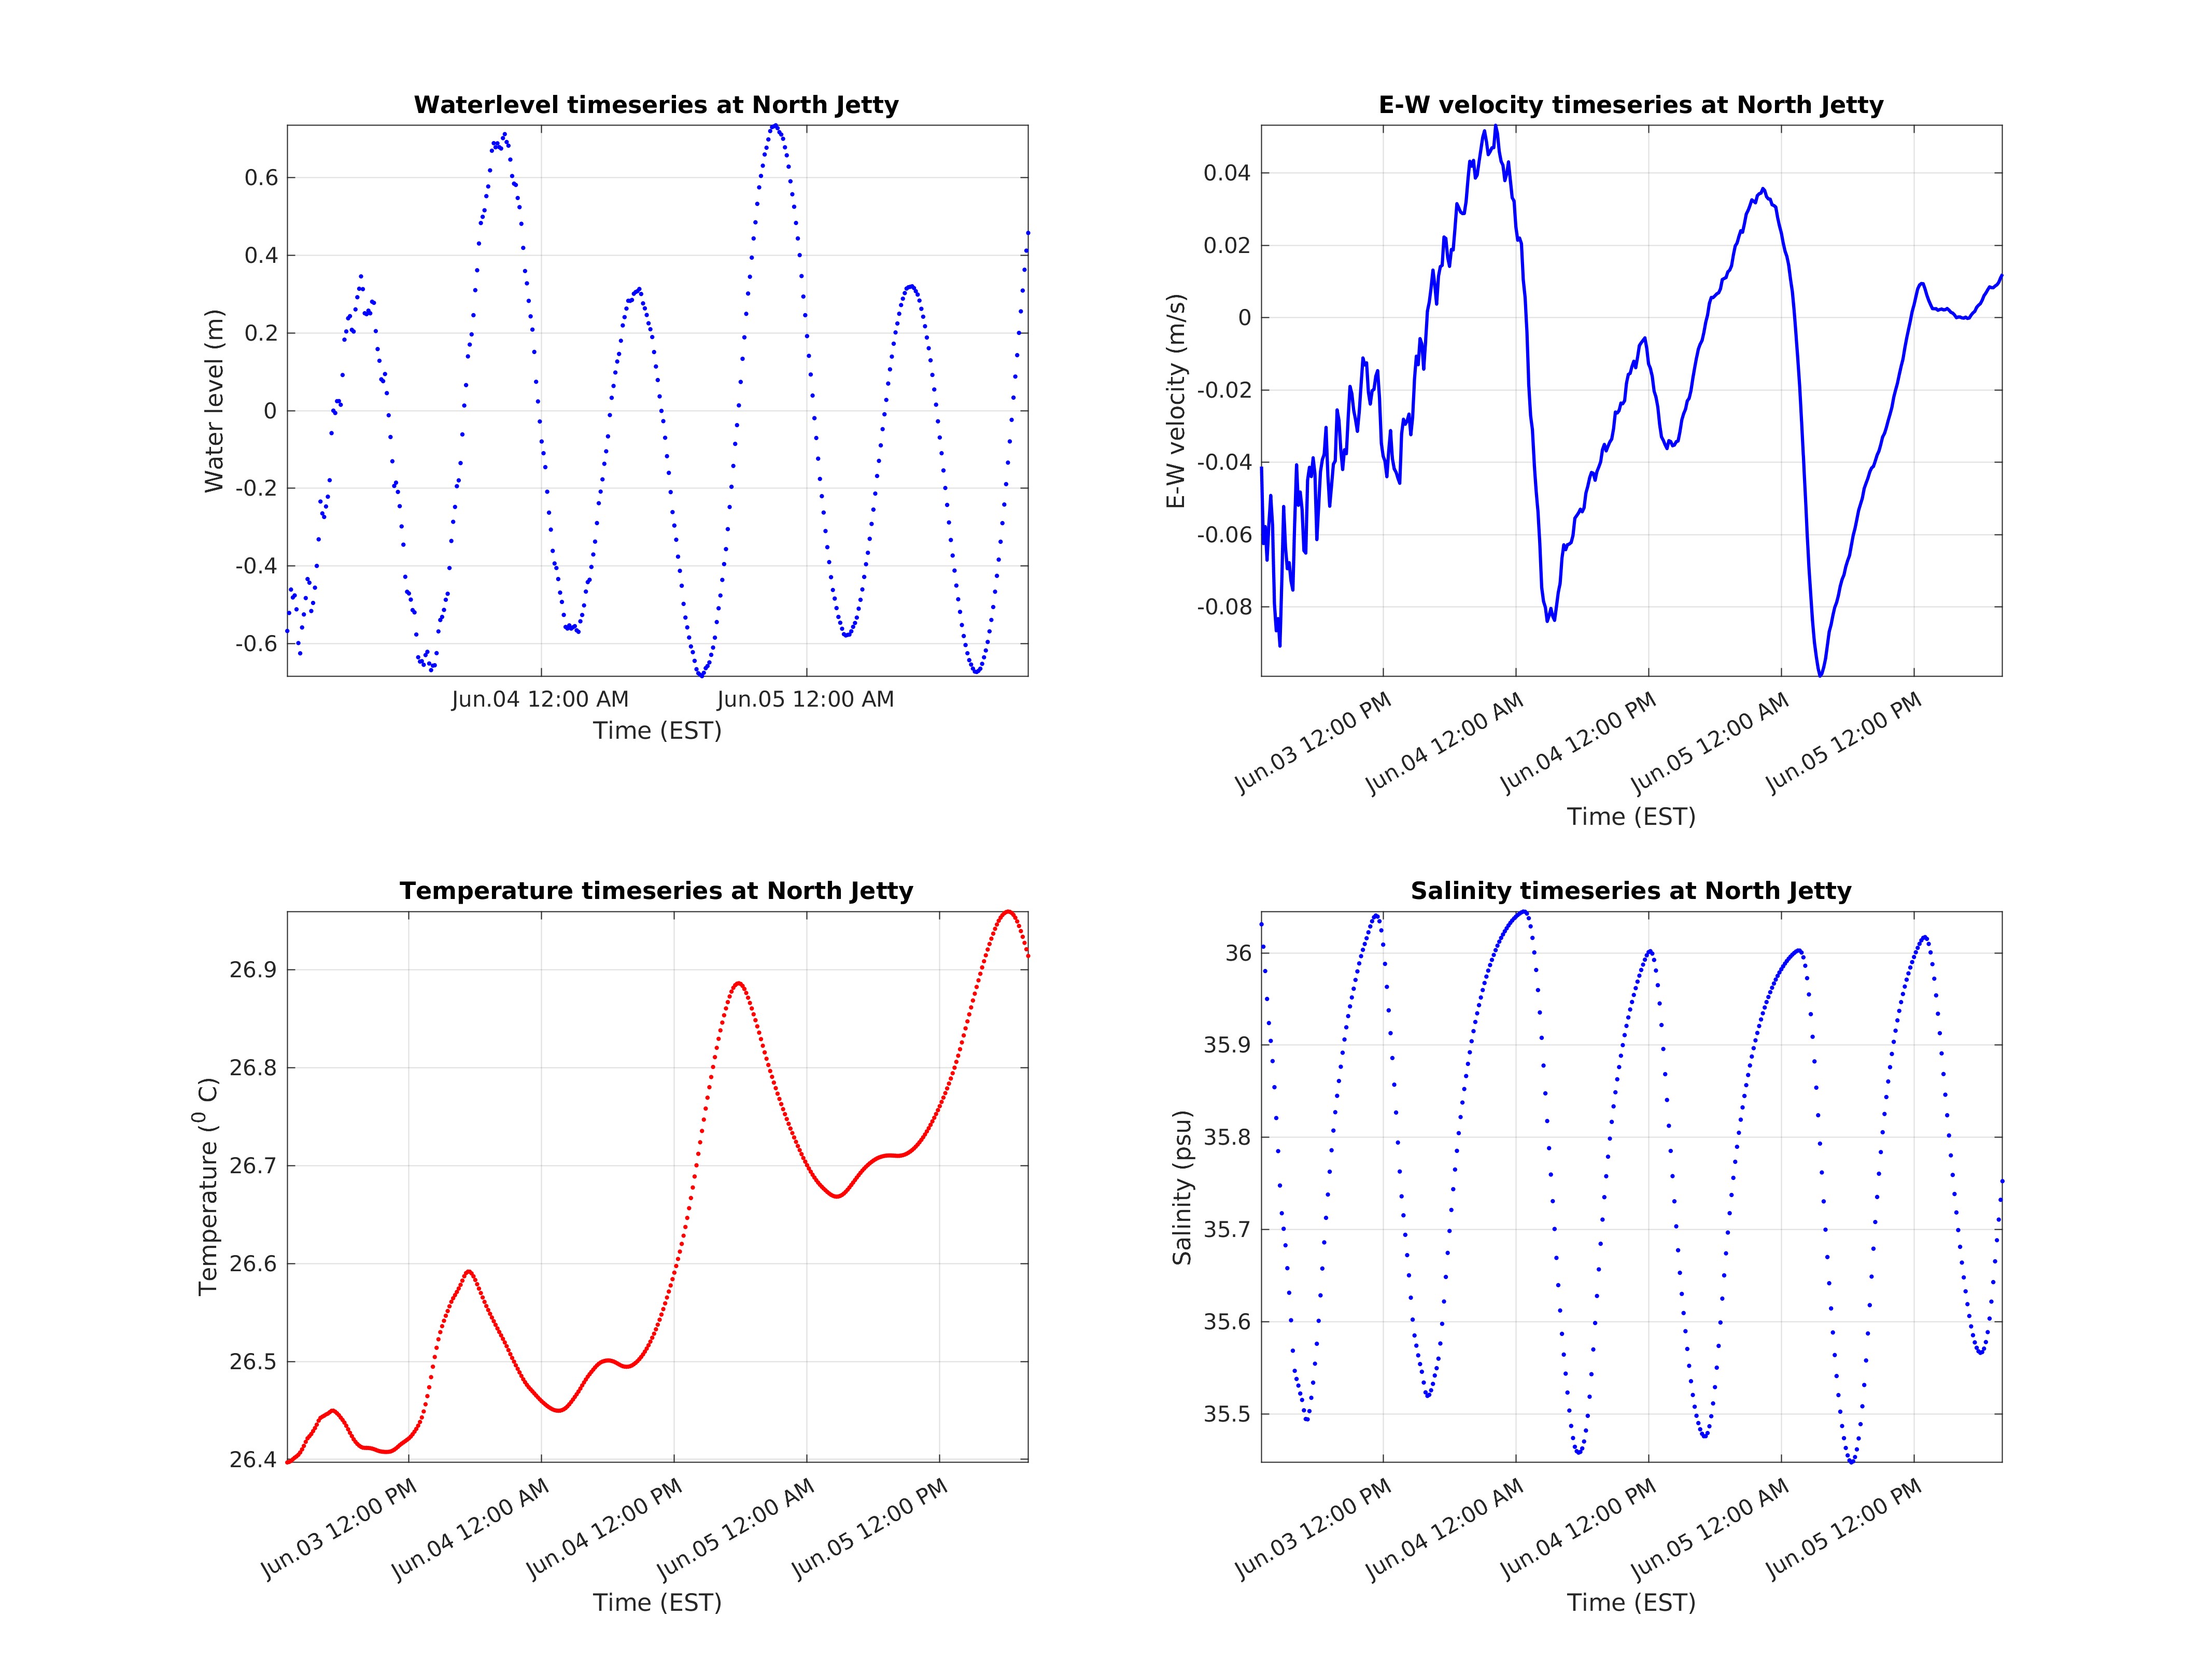 Waterlevel timeseries at North Jetty
0.6
0.4
0.2
0
-0.2
-0.4
-0.6
Water level (m)
Jun.04 12:00 AM
Jun.05 12:00 AM
Time (EST)
E-W velocity timeseries at North Jetty
0.04
0.02
0
-0.02
-0.04
-0.06
-0.08
E-W velocity (m/s)
Jun.03 12:00 PM
Jun.04 12:00 AM
Jun.04 12:00 PM
Jun.05 12:00 AM
Jun.05 12:00 PM
Time (EST)
Temperature timeseries at North Jetty
26.9
26.8
26.7
26.6
26.5
26.4
Temperature (⁰ C)
Jun.03 12:00 PM
Jun.04 12:00 AM
Jun.04 12:00 PM
Jun.05 12:00 AM
Jun.05 12:00 PM
Time (EST)
Salinity timeseries at North Jetty
36
35.9
35.8
35.7
35.6
35.5
Salinity (psu)
Jun.03 12:00 PM
Jun.04 12:00 AM
Jun.04 12:00 PM
Jun.05 12:00 AM
Jun.05 12:00 PM
Time (EST)